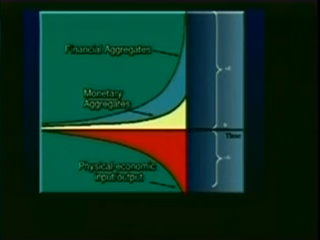 Financial Aggregates
Monetary
Aggregates
Time
Physical-economic
input/output